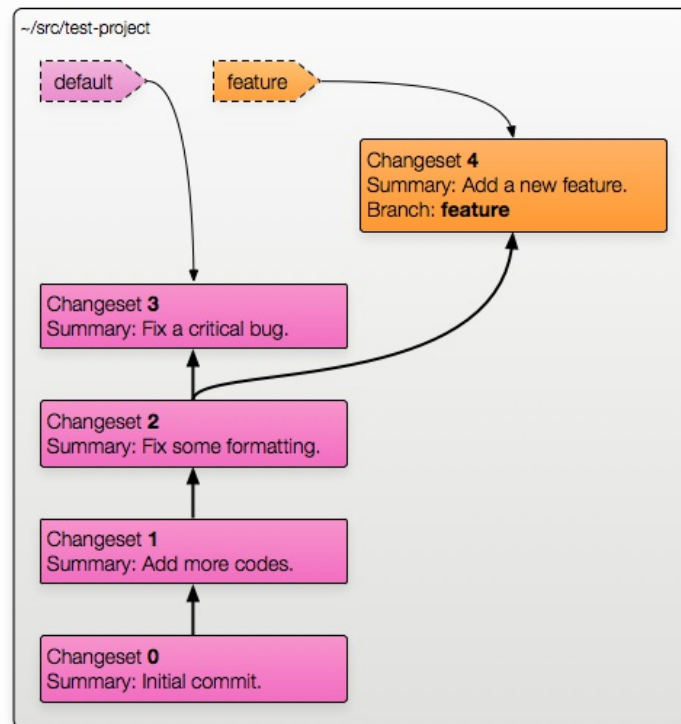 ~/src/test-project
default
feature
Changeset 4
Summary: Add a new feature.
Branch: feature
Changeset 3
Summary: Fix a critical bug.
Changeset 2
Summary: Fix some formatting.
Changeset 1
Summary: Add more codes.
Changeset 0
Summary: Initial commit.